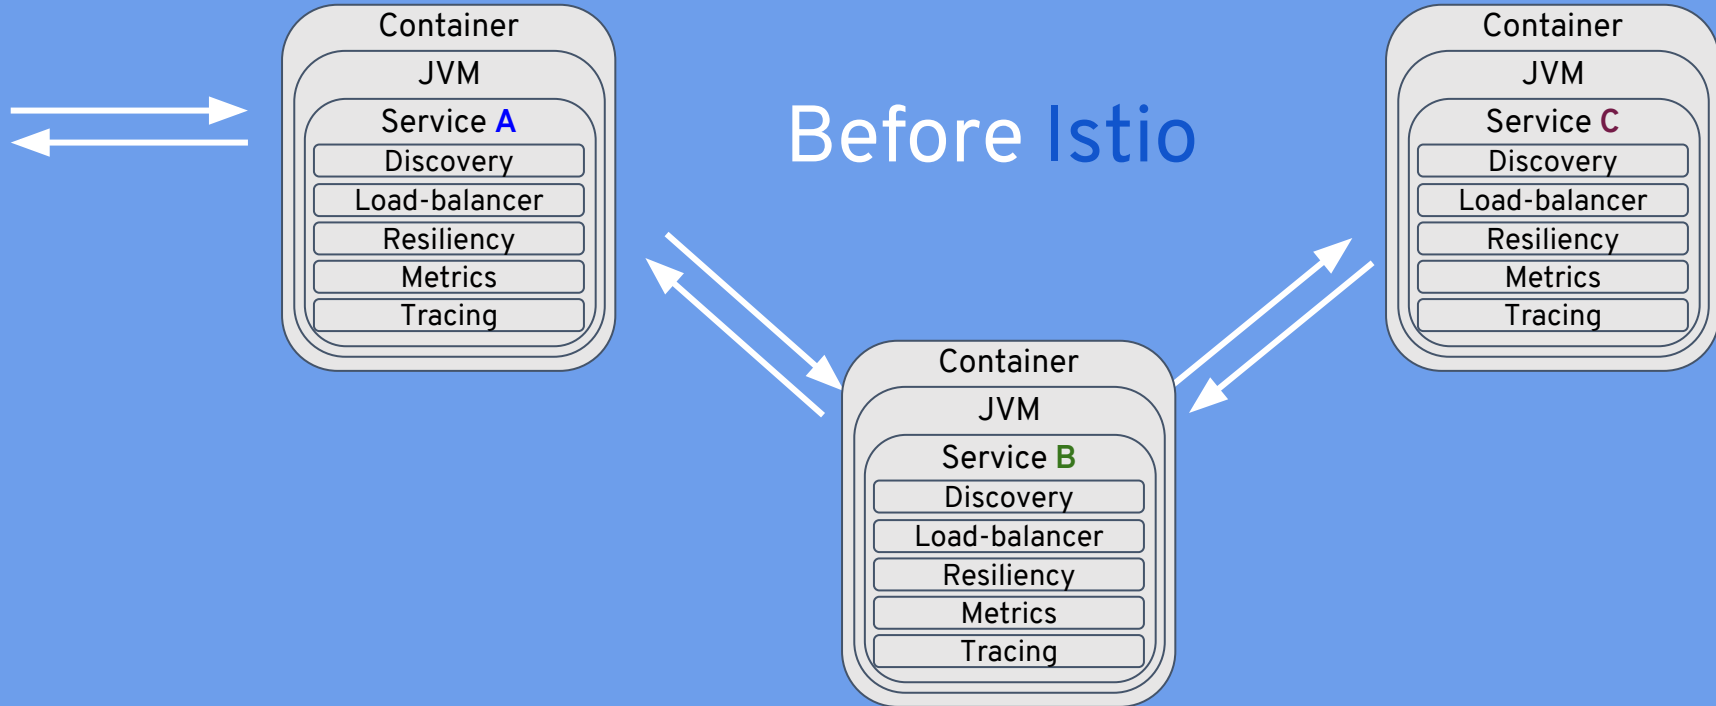 Container
JVM
Service A
Discovery
Load-balancer
Resiliency
Metrics
Tracing
Before Istio
Container
JVM
Service B
Discovery
Load-balancer
Resiliency
Metrics
Tracing
Container
JVM
Service C
Discovery
Load-balancer
Resiliency
Metrics
Tracing